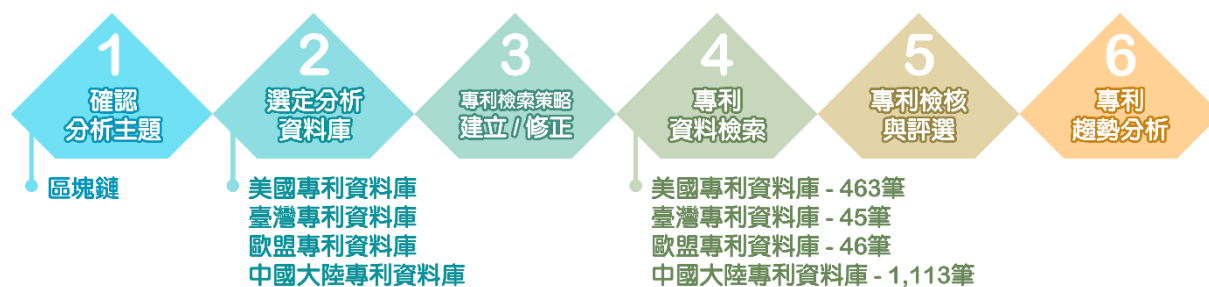 1
確認
分析主題
區塊鏈
2
選定分析
資料庫
美國專利資料庫
臺灣專利資料庫
歐盟專利資料庫
中國大陸專利資料庫
3
專利檢索策略
建立 / 修正
4
專利
資料檢索
美國專利資料庫 - 463筆
臺灣專利資料庫 - 45筆
歐盟專利資料庫 - 46筆
中國大陸專利資料庫 - 1,113筆
5
專利檢核
與評選
6
專利
趨勢分析